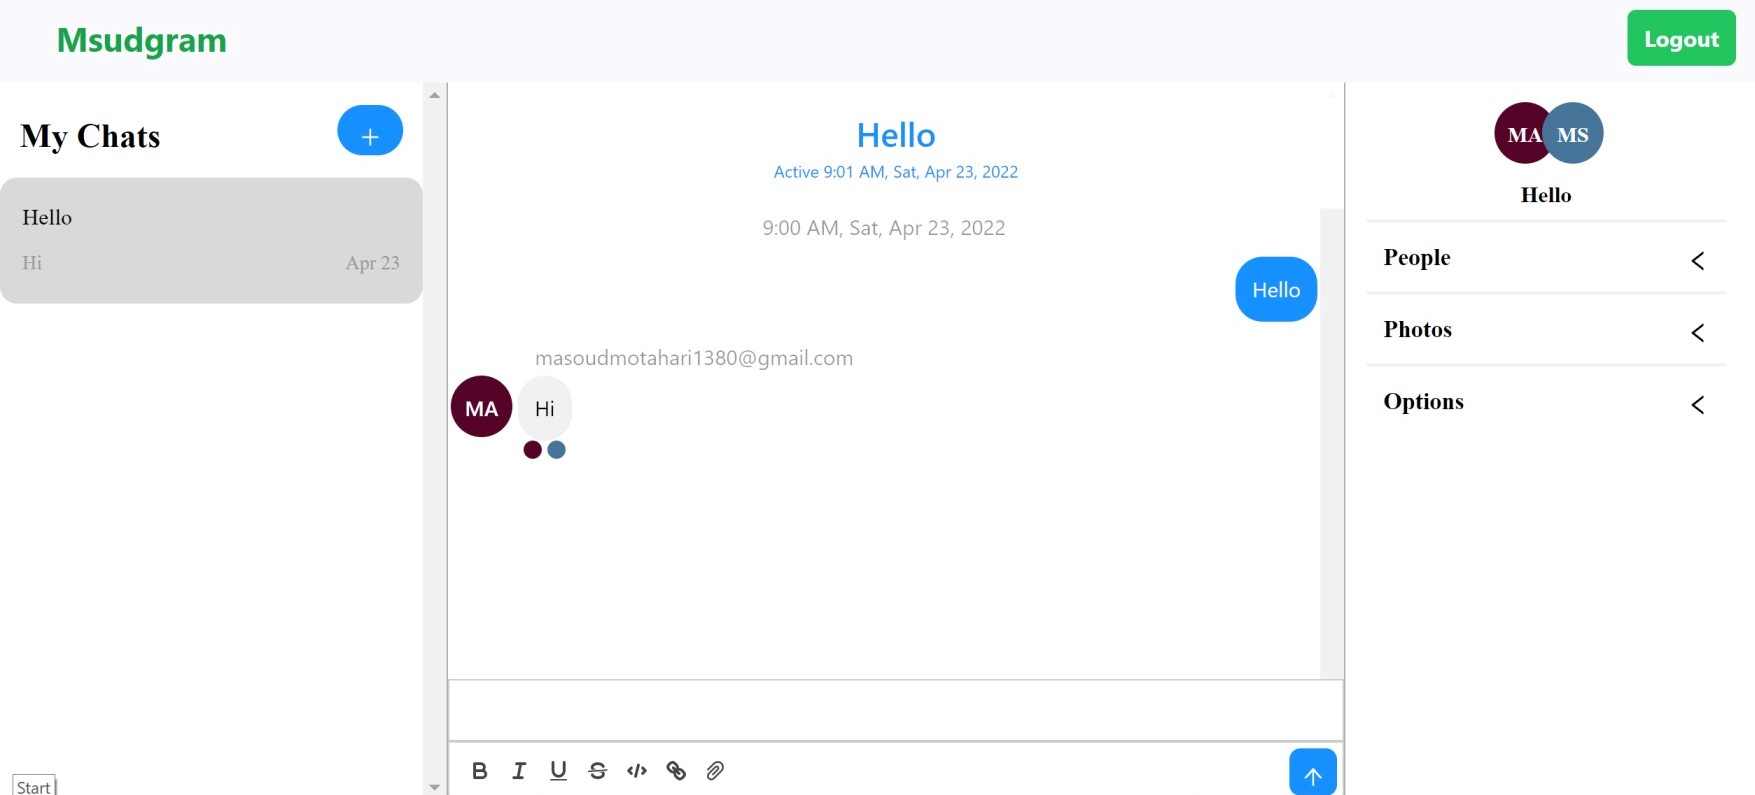 Msudgram
Logout
My Chats
+
Hello
Hi
Apr 23
Hello
Active 9:01 AM, Sat, Apr 23, 2022
9:00 AM, Sat, Apr 23, 2022
Hello
masoudmotahari1380@gmail.com
MA
Hi
B I U S </>
MA MS
Hello
People
Photos
Options
Start